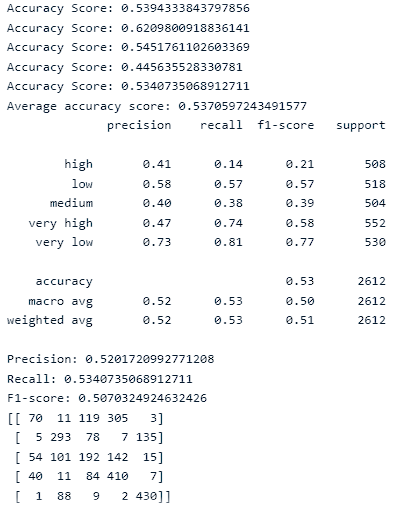 Accuracy Score: 0.5394333843797856
Accuracy Score: 0.6209800918836141
Accuracy Score: 0.5451761102603369
Accuracy Score: 0.445635528330781
Accuracy Score: 0.5340735068912711
Average accuracy score: 0.5370597243491577
precision recall f1-score support
high 0.41 0.14 0.21 508
low 0.58 0.57 0.57 518
medium 0.40 0.38 0.39 504
very high 0.47 0.74 0.58 552
very low 0.73 0.81 0.77 530
accuracy 0.53 2612
macro avg 0.52 0.53 0.50 2612
weighted avg 0.52 0.53 0.51 2612
Precision: 0.5201720992771208
Recall: 0.5340735068912711
F1-score: 0.5070324924632426
[[ 70 11 119 305 3]
[ 5 293 78 7 135]
[ 54 101 192 142 15]
[ 40 11 84 410 7]
[ 1 88 9 2 430]]